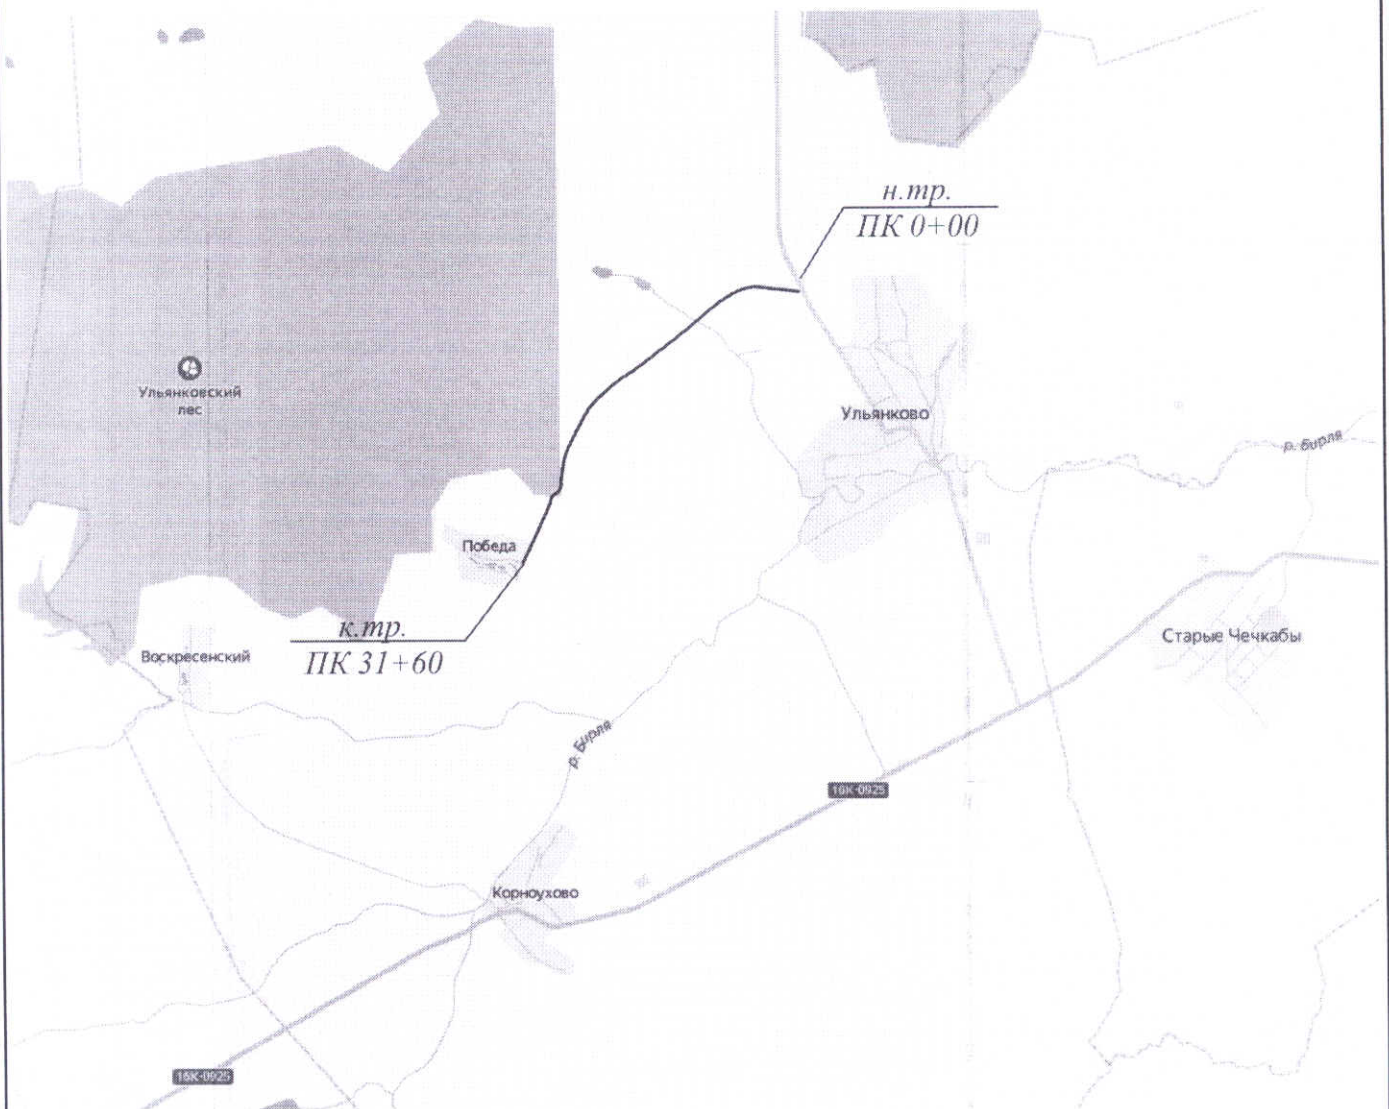 н.тр.
ПК 0+00
Ульянковский
лес
Ульянково
р. Бирля
Победа
к.тр.
ПК 31+60
Воскресенский
Старые Чечкабы
р. Бирля
16К-0925
Корноухово
16К-0925